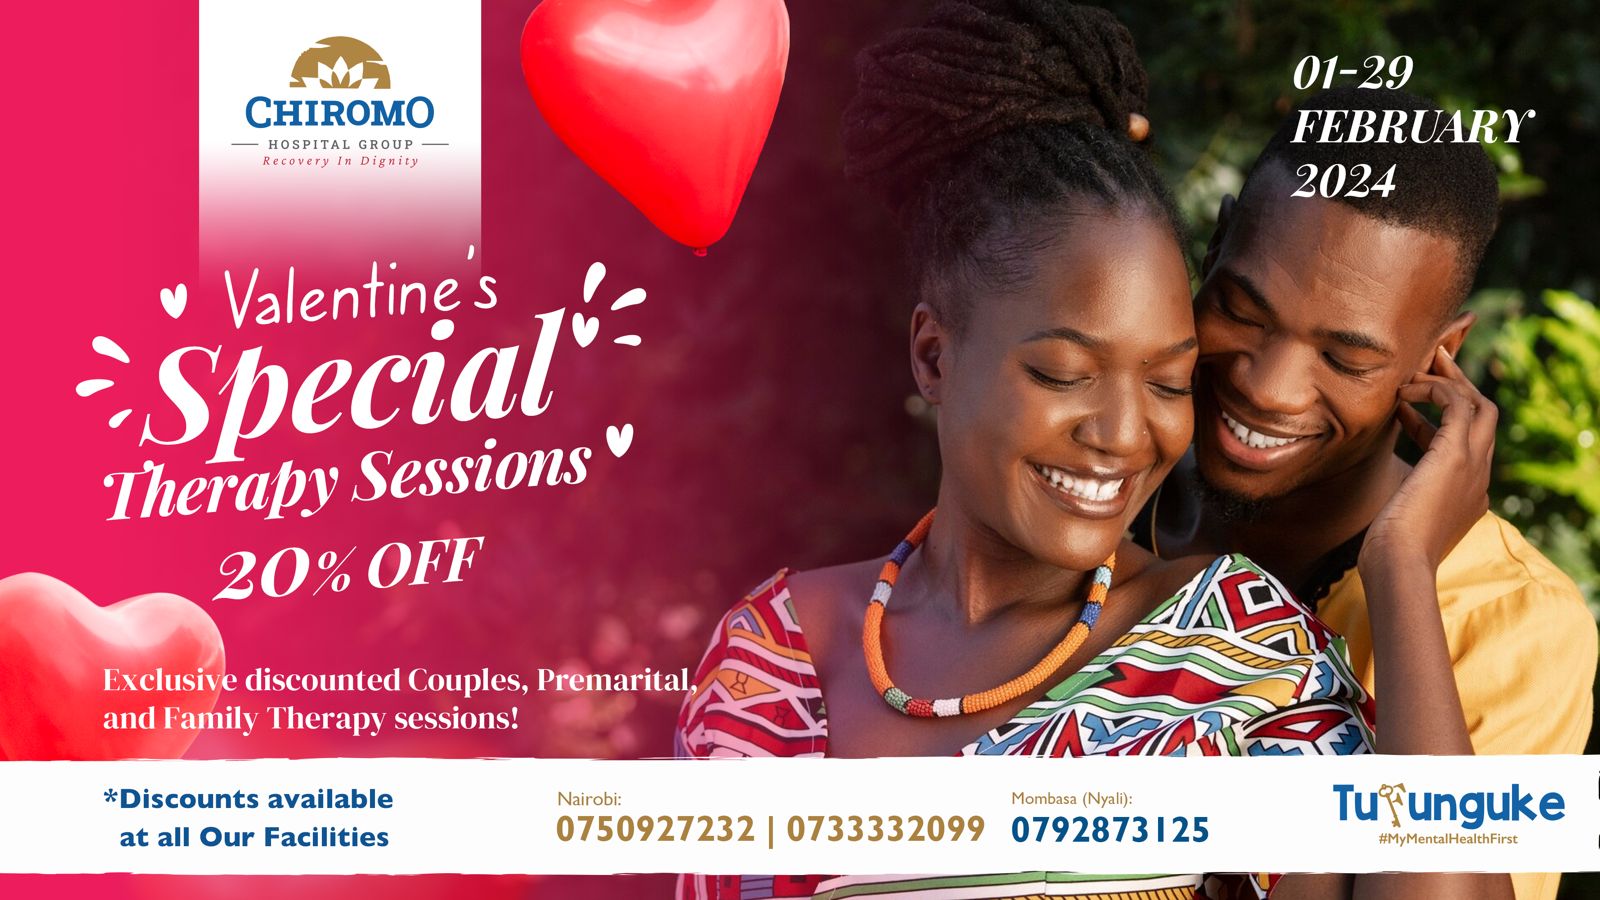 CHIROMO
HOSPITAL GROUP
Recovery In Dignity
01-29
FEBRUARY
2024
Valentine's
Special
Therapy Sessions
20% OFF
Exclusive discounted Couples, Premarital,
and Family Therapy sessions!
*Discounts available
at all Our Facilities
Nairobi:
0750927232 | 0733332099
Mombasa (Nyali):
0792873125
Tufunguke
#MyMentalHealthFirst